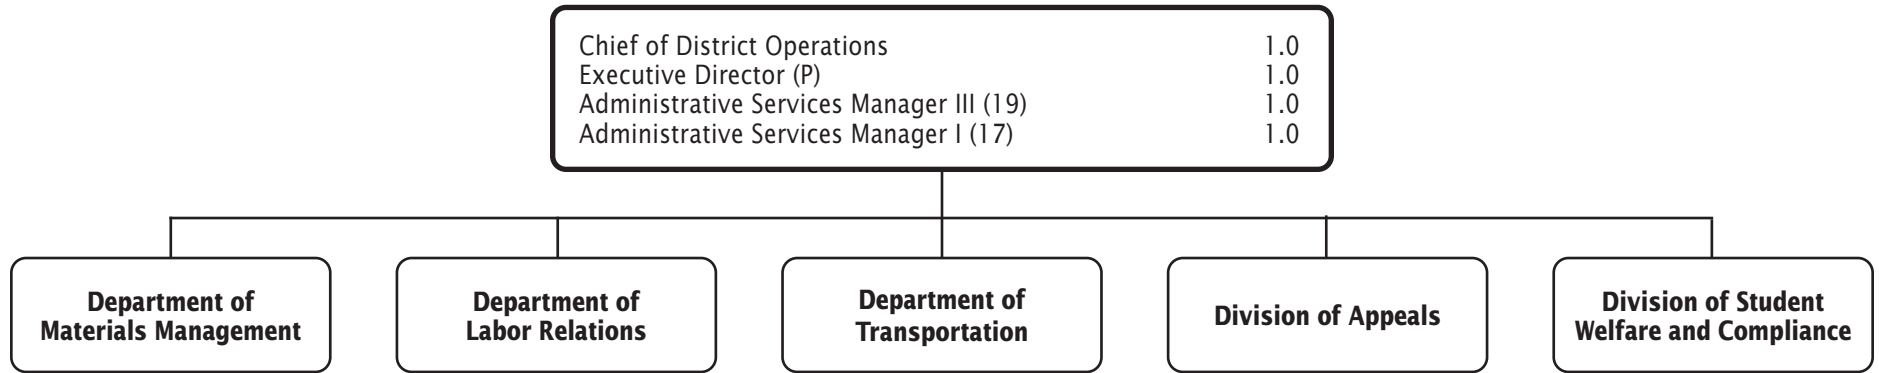 Chief of District Operations 1.0
Executive Director (P) 1.0
Administrative Services Manager III (19) 1.0
Administrative Services Manager I (17) 1.0
Department of
Materials Management
Department of
Labor Relations
Department of
Transportation
Division of Appeals
Division of Student
Welfare and Compliance